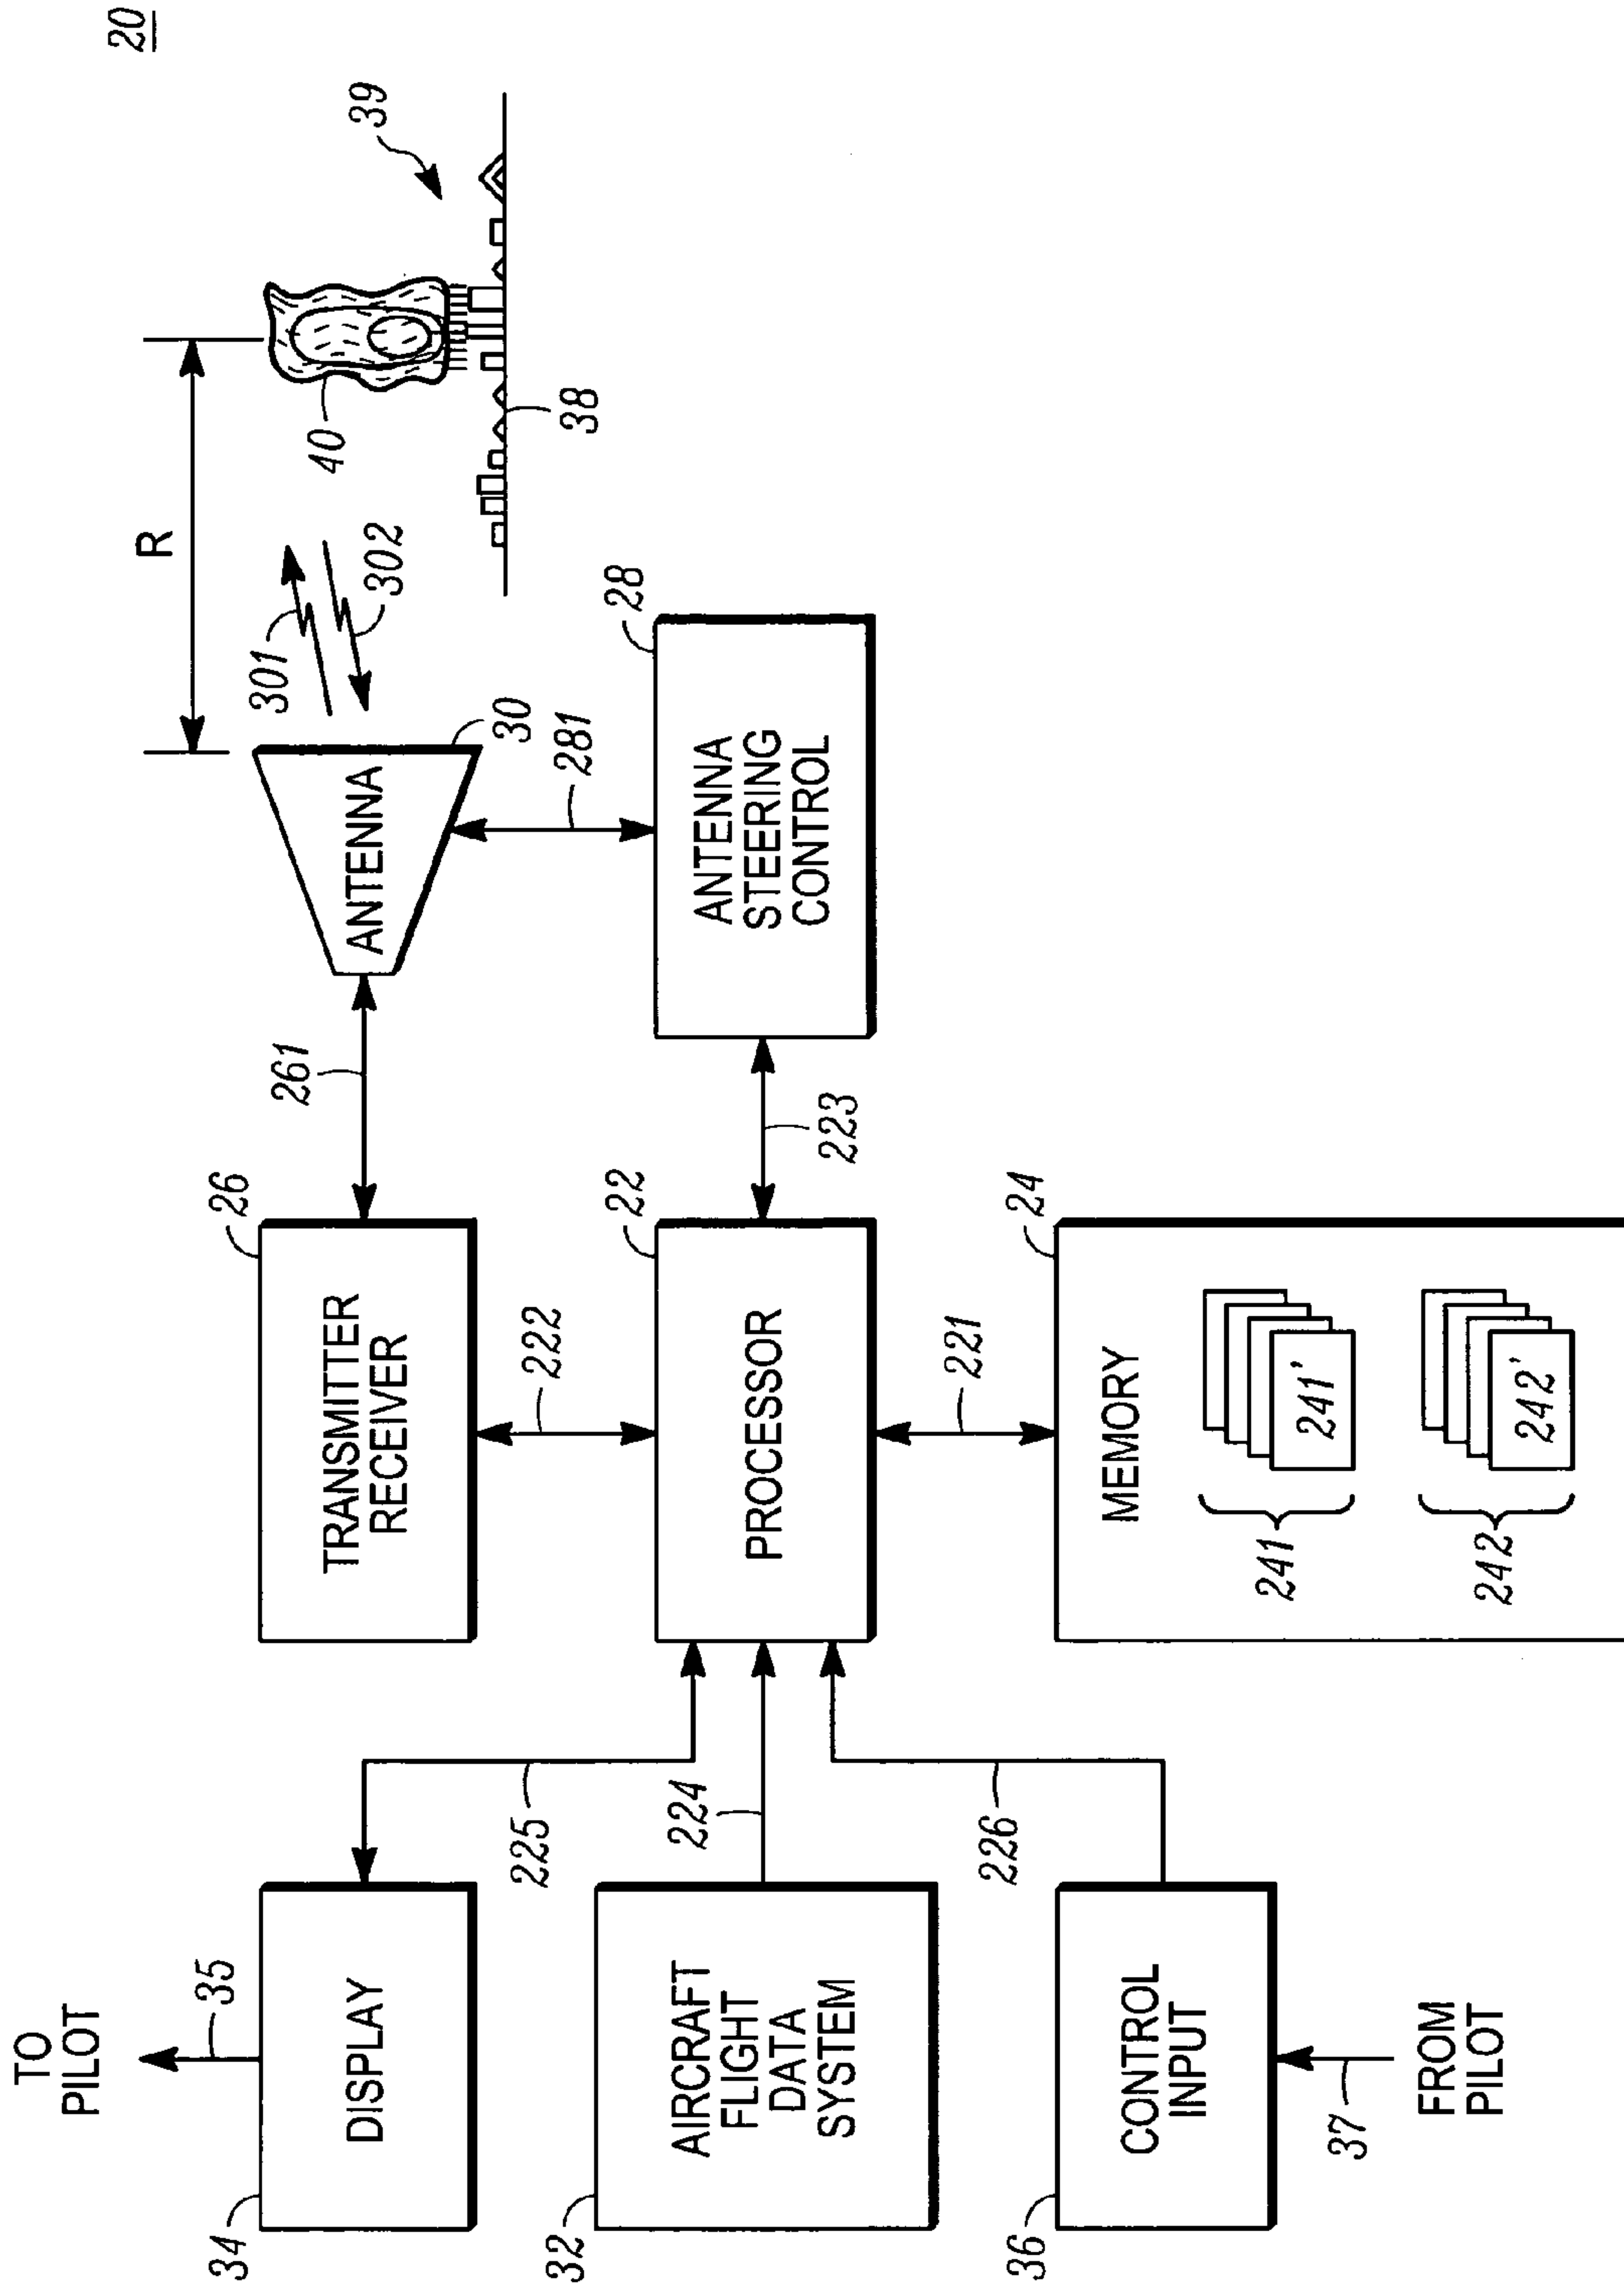 20
TO
PILOT
35
34
DISPLAY
225
26
TRANSMITTER
RECEIVER
261
ANTENNA
30
R
301
302
40
39
38
222
281
32
AIRCRAFT
FLIGHT
DATA
SYSTEM
224
22
PROCESSOR
223
28
ANTENNA
STEERING
CONTROL
221
36
CONTROL
INPUT
226
37
FROM
PILOT
24
MEMORY
241
241'
242
242'